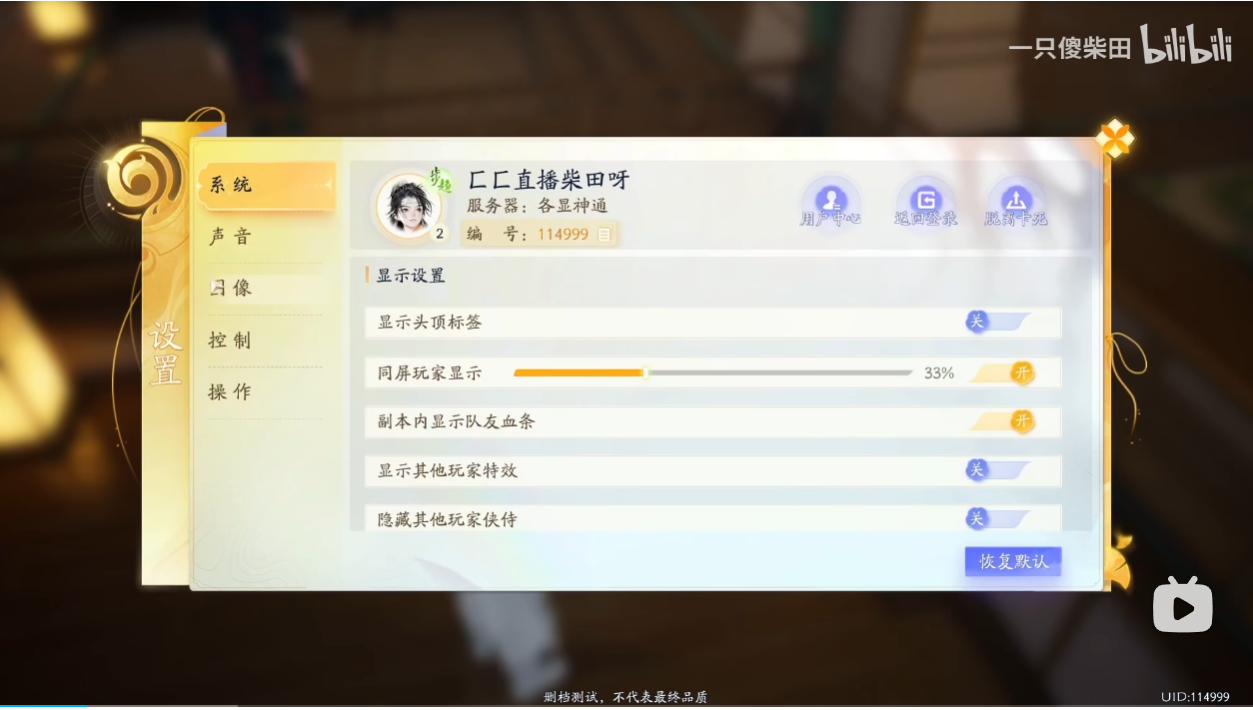 一只傻柴田 bilibili
设置
系统
声音
图像
控制
操作
匚匚直播柴田呀
服务器：各显神通
2
编 号：114999
用户中心
返回登录
脱离卡死
显示设置
显示头顶标签 关
同屏玩家显示 33% 开
副本内显示队友血条 开
显示其他玩家特效 关
隐藏其他玩家侠侍 关
恢复默认
删档测试，不代表最终品质
UID:114999